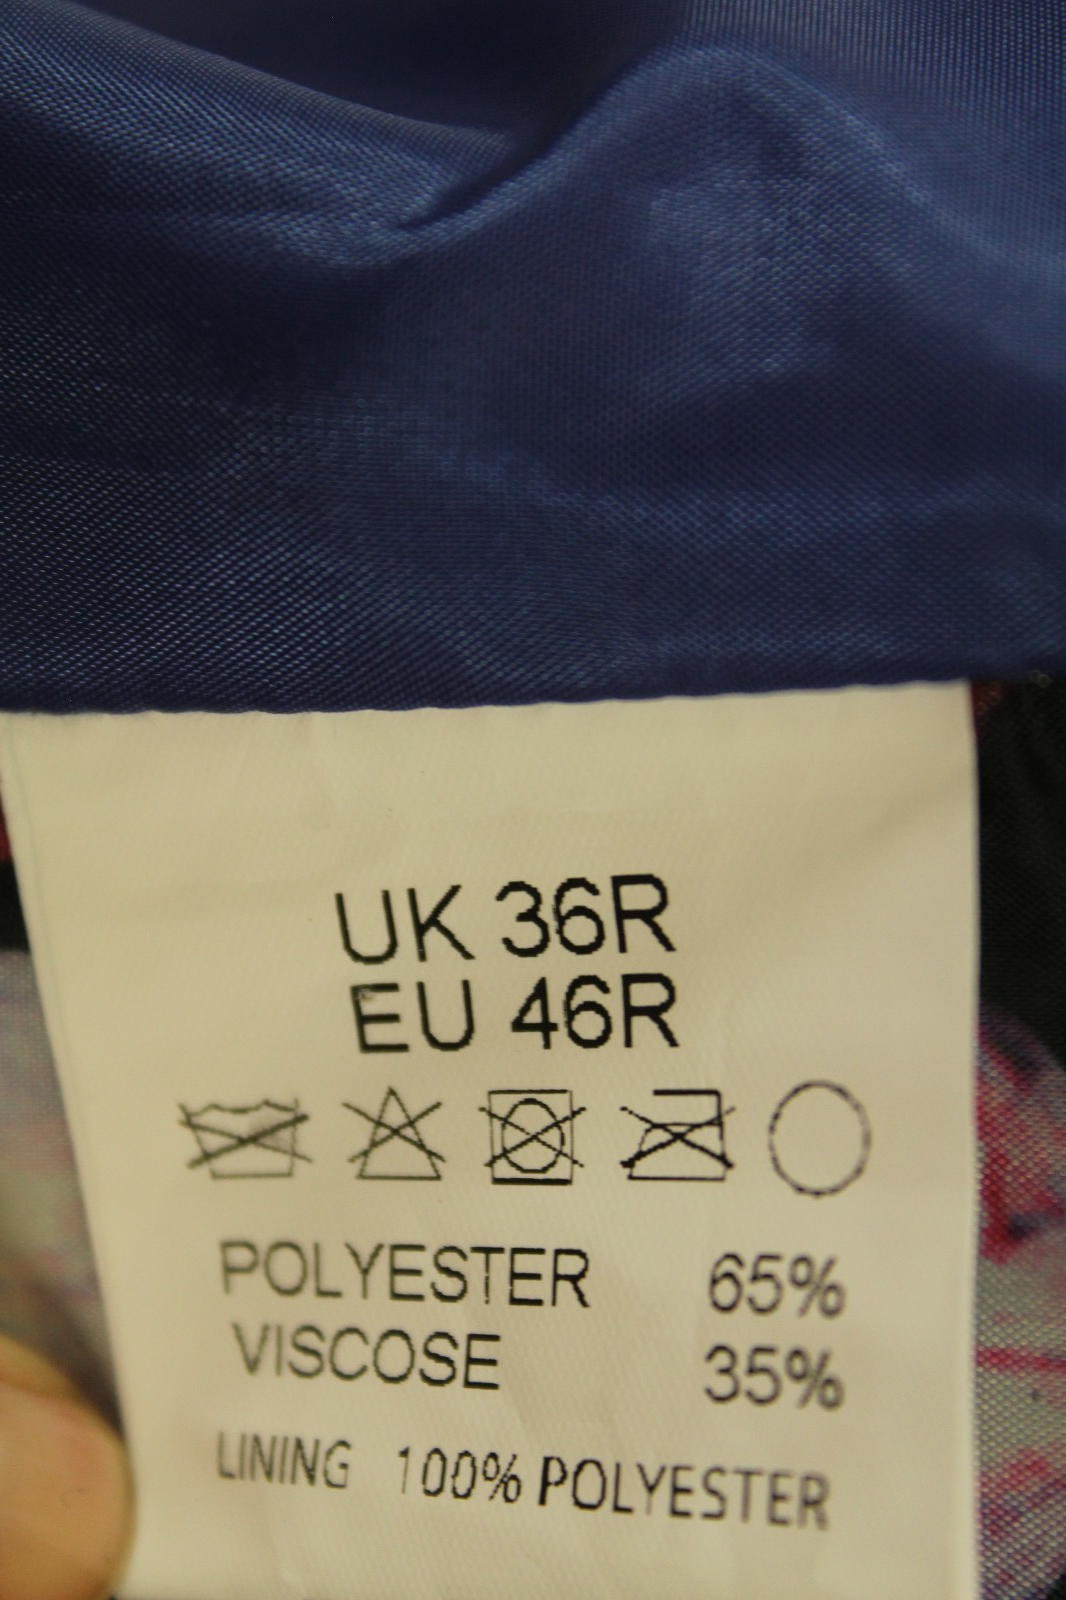 UK 36R
EU 46R
POLYESTER 65%
VISCOSE 35%
LINING 100% POLYESTER